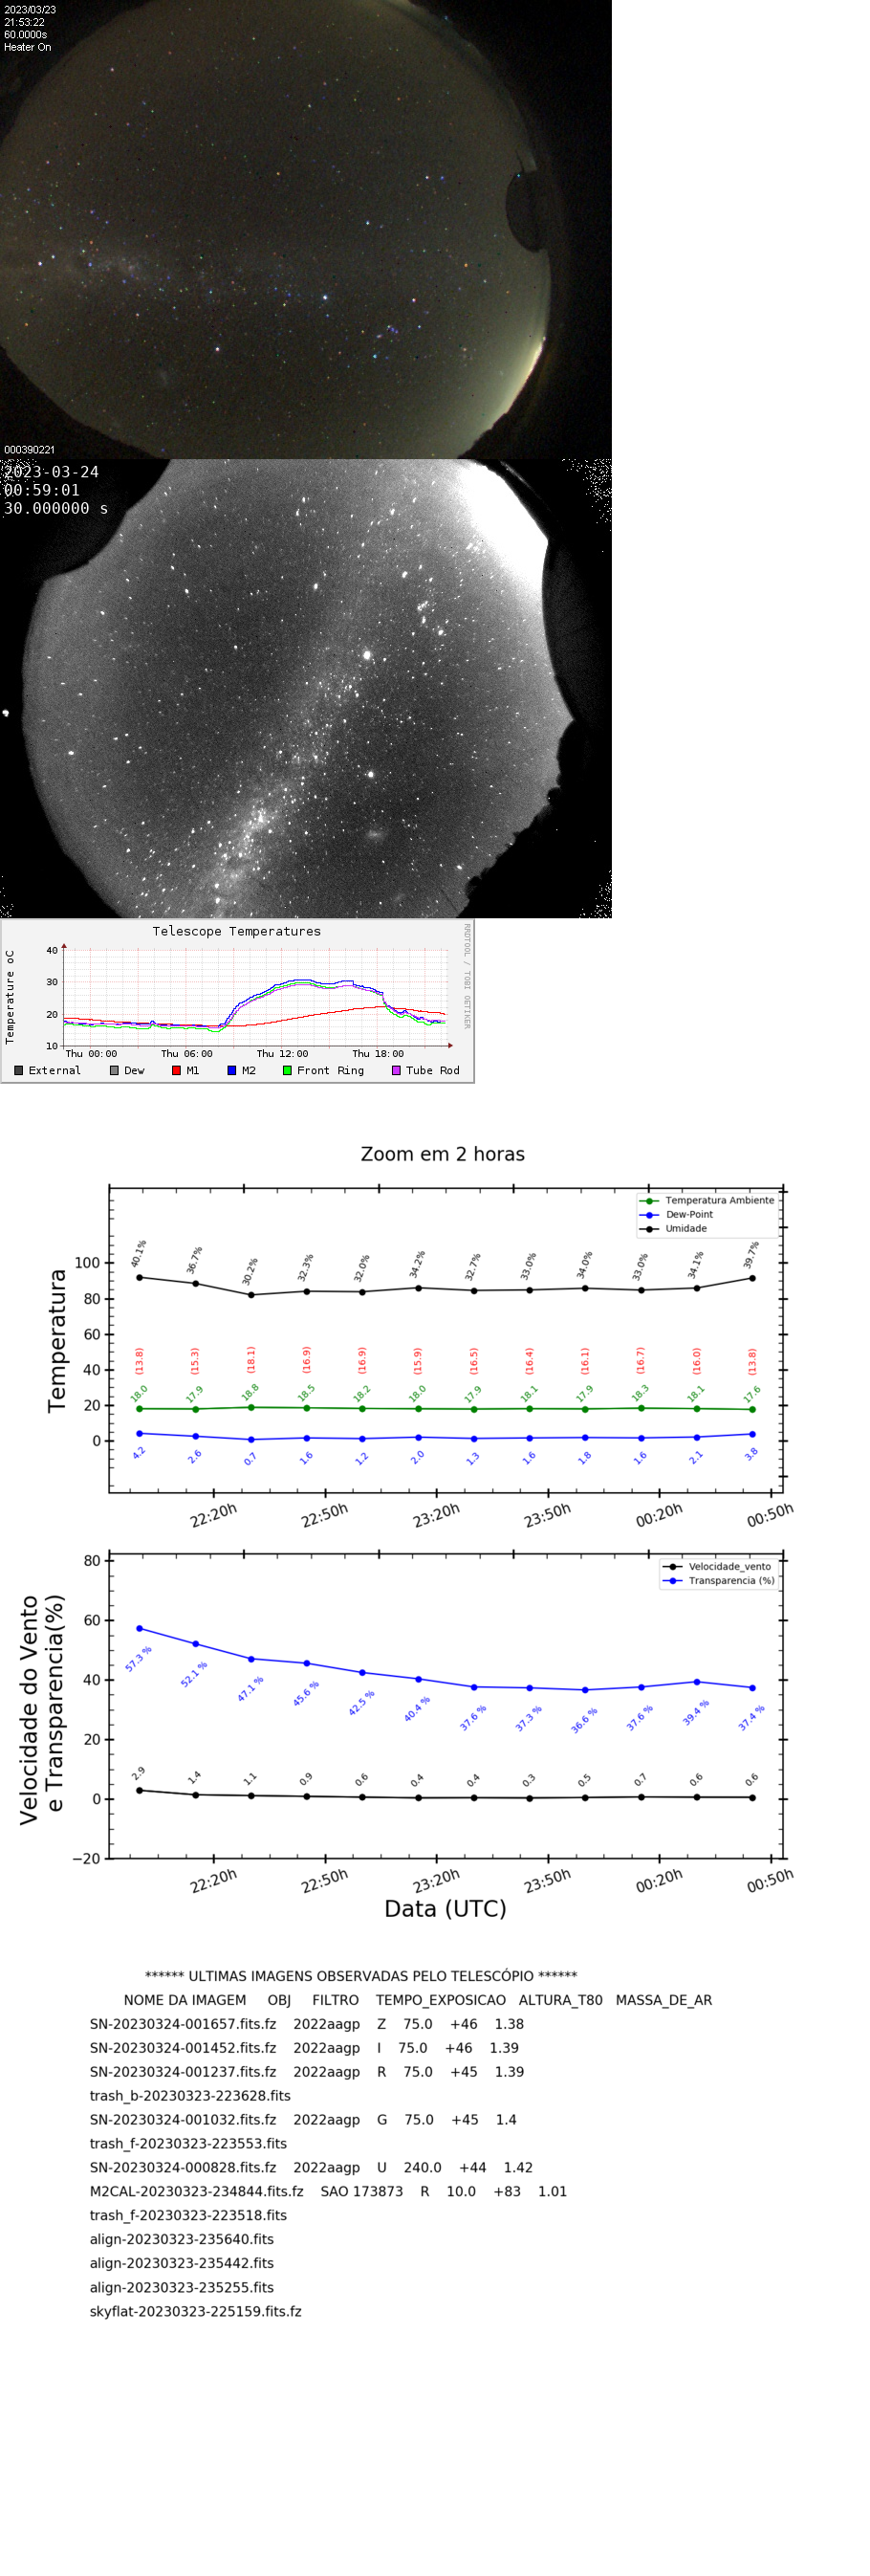 2023/03/23
21:53:22
60.0000s
Heater On
000390221
2023-03-24
00:59:01
30.000000 s
Telescope Temperatures
RRDTOOL / TOBI OETIKER
Temperature oC
40
30
20
10
Thu 00:00 Thu 06:00 Thu 12:00 Thu 18:00
External Dew M1 M2 Front Ring Tube Rod
Zoom em 2 horas
Temperatura Ambiente
Dew-Point
Umidade
Temperatura
100
80
60
40
20
0
40.1% 36.7% 30.2% 32.3% 32.0% 34.2% 32.7% 33.0% 34.0% 33.0% 34.1% 39.7%
(13.8) (15.3) (18.1) (16.9) (16.9) (15.9) (16.5) (16.4) (16.1) (16.7) (16.0) (13.8)
18.0 17.9 18.8 18.5 18.2 18.0 17.9 18.1 17.9 18.3 18.1 17.6
4.2 2.6 0.7 1.6 1.2 2.0 1.3 1.6 1.8 1.6 2.1 3.8
22:20h 22:50h 23:20h 23:50h 00:20h 00:50h
Velocidade_vento
Transparencia (%)
Velocidade do Vento
e Transparencia(%)
80
60
40
20
0
−20
57.3 % 52.1 % 47.1 % 45.6 % 42.5 % 40.4 % 37.6 % 37.3 % 36.6 % 37.6 % 39.4 % 37.4 %
2.9 1.4 1.1 0.9 0.6 0.4 0.4 0.3 0.5 0.7 0.6 0.6
22:20h 22:50h 23:20h 23:50h 00:20h 00:50h
Data (UTC)
****** ULTIMAS IMAGENS OBSERVADAS PELO TELESCÓPIO ******
NOME DA IMAGEM OBJ FILTRO TEMPO_EXPOSICAO ALTURA_T80 MASSA_DE_AR
SN-20230324-001657.fits.fz 2022aagp Z 75.0 +46 1.38
SN-20230324-001452.fits.fz 2022aagp I 75.0 +46 1.39
SN-20230324-001237.fits.fz 2022aagp R 75.0 +45 1.39
trash_b-20230323-223628.fits
SN-20230324-001032.fits.fz 2022aagp G 75.0 +45 1.4
trash_f-20230323-223553.fits
SN-20230324-000828.fits.fz 2022aagp U 240.0 +44 1.42
M2CAL-20230323-234844.fits.fz SAO 173873 R 10.0 +83 1.01
trash_f-20230323-223518.fits
align-20230323-235640.fits
align-20230323-235442.fits
align-20230323-235255.fits
skyflat-20230323-225159.fits.fz